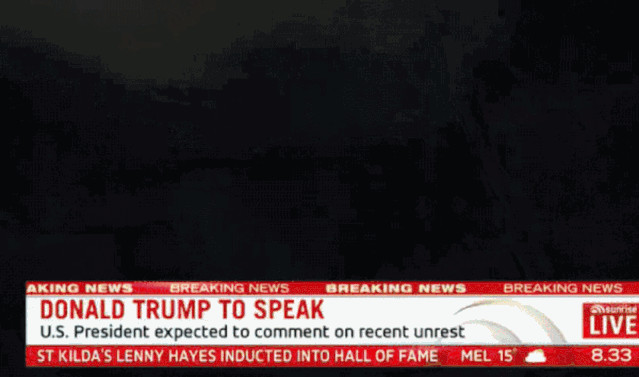 AKING NEWS BREAKING NEWS BREAKING NEWS BREAKING NEWS
DONALD TRUMP TO SPEAK
U.S. President expected to comment on recent unrest
sunrise
LIVE
ST KILDA'S LENNY HAYES INDUCTED INTO HALL OF FAME MEL 15° 8.33